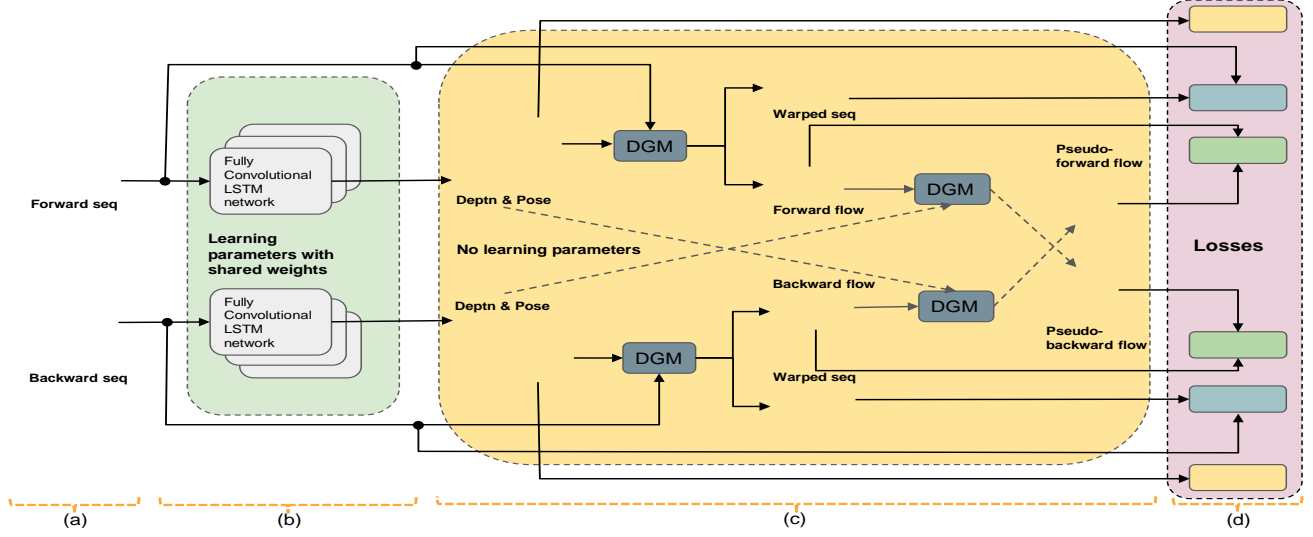 Forward seq
Fully
Convolutional
LSTM
network
Learning
parameters with
shared weights
Fully
Convolutional
LSTM
network
Backward seq
DGM
Warped seq
Pseudo-
forward flow
DGM
Deptn & Pose
Forward flow
No learning parameters
Backward flow
Deptn & Pose
DGM
Pseudo-
backward flow
DGM
Warped seq
Losses
(a)
(b)
(c)
(d)